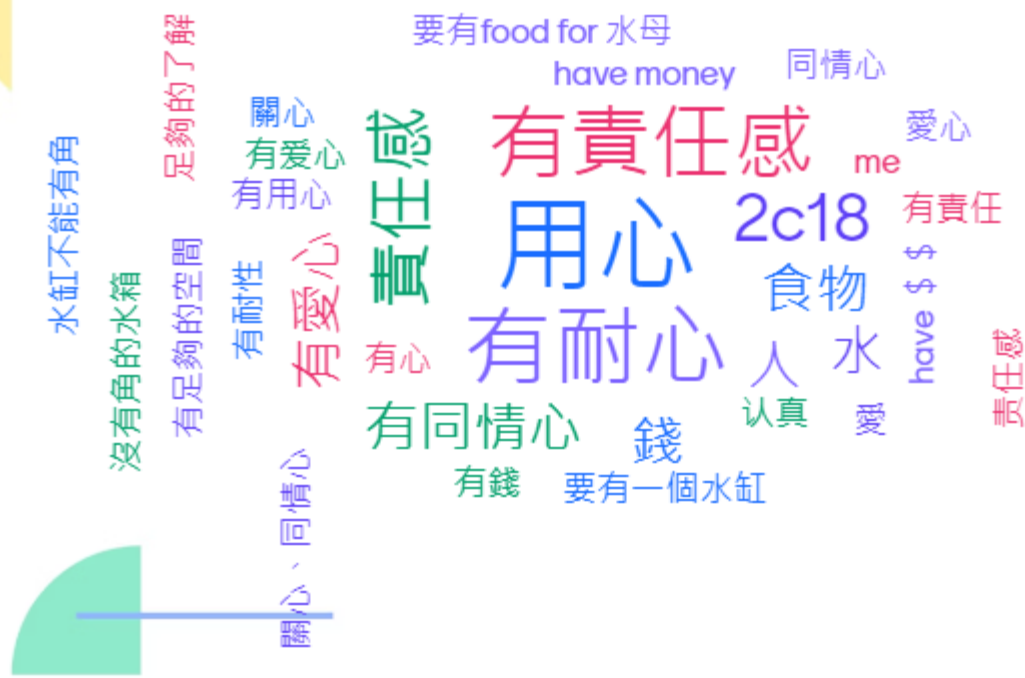 要有food for 水母
have money
同情心
足夠的了解
關心
有爱心
有用心
責任感
有責任感
愛心
me
水缸不能有角
有責任
2c18
用心
食物
have $ $
沒有角的水箱
有足夠的空間
有耐性
有愛心
有心
有耐心
人
水
责任感
有同情心
錢
认真
愛
有錢
要有一個水缸
關心、同情心